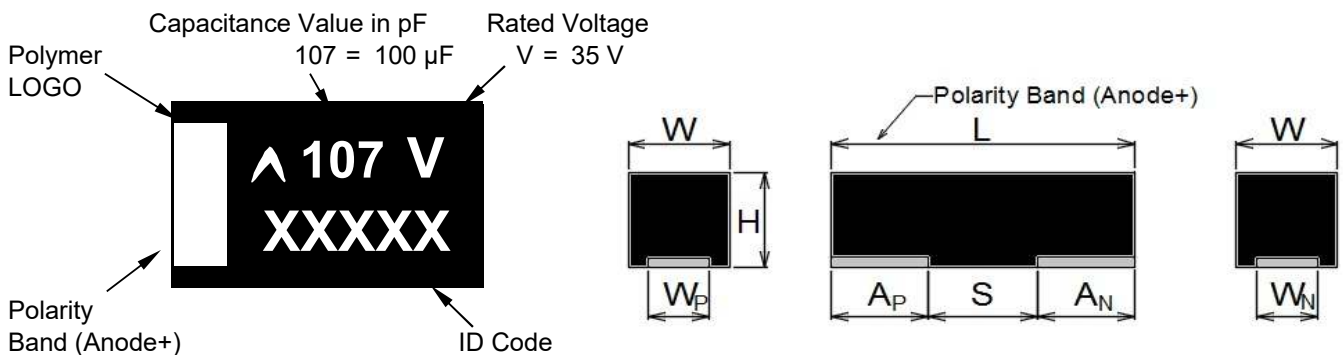 Capacitance Value in pF
107 = 100 µF
Rated Voltage
V = 35 V
Polymer
LOGO
107 V
XXXXX
Polarity
Band (Anode+)
ID Code
Polarity Band (Anode+)
W
L
W
H
WP
AP
S
AN
WN